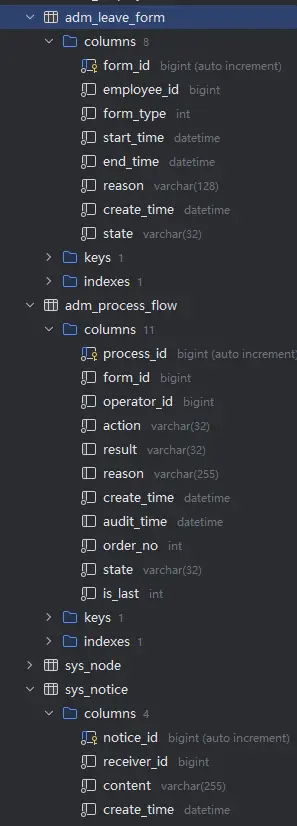 adm_leave_form
columns 8
form_id bigint (auto increment)
employee_id bigint
form_type int
start_time datetime
end_time datetime
reason varchar(128)
create_time datetime
state varchar(32)
keys 1
indexes 1
adm_process_flow
columns 11
process_id bigint (auto increment)
form_id bigint
operator_id bigint
action varchar(32)
result varchar(32)
reason varchar(255)
create_time datetime
audit_time datetime
order_no int
state varchar(32)
is_last int
keys 1
indexes 1
sys_node
sys_notice
columns 4
notice_id bigint (auto increment)
receiver_id bigint
content varchar(255)
create_time datetime